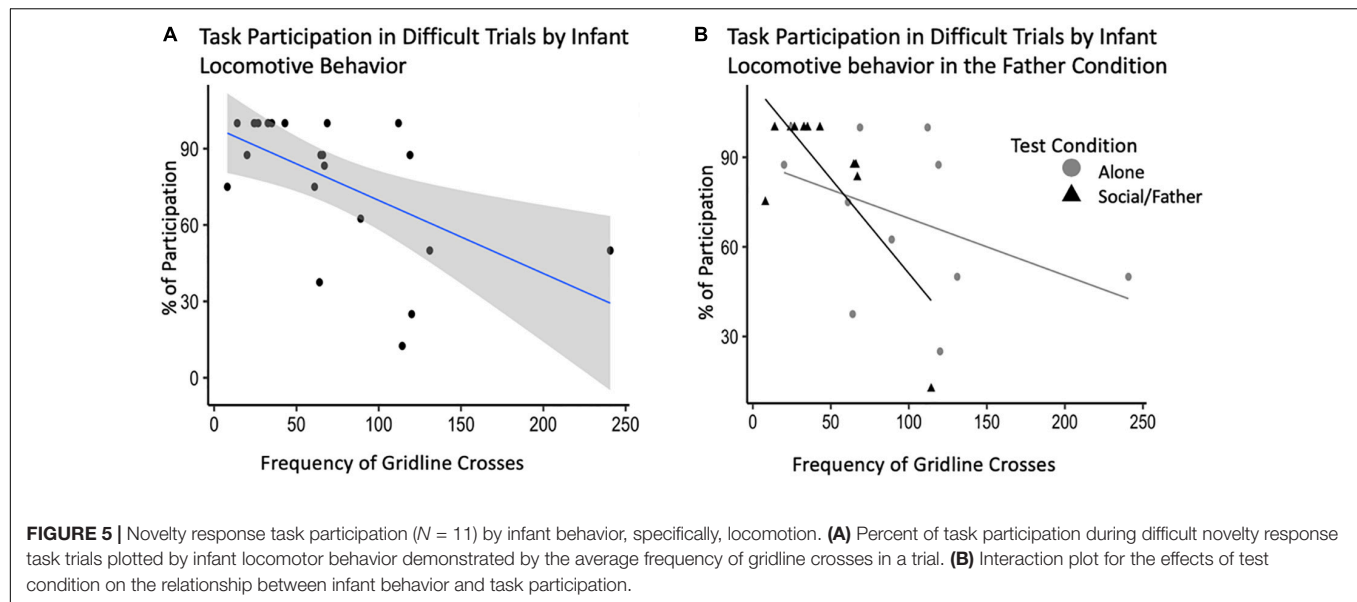 A Task Participation in Difficult Trials by Infant
Locomotive Behavior
% of Participation
90
60
30
0
0 50 100 150 200 250
Frequency of Gridline Crosses
B Task Participation in Difficult Trials by Infant
Locomotive behavior in the Father Condition
% of Participation
90
60
30
Test Condition
Alone
Social/Father
0 50 100 150 200 250
Frequency of Gridline Crosses
FIGURE 5 | Novelty response task participation (N = 11) by infant behavior, specifically, locomotion. (A) Percent of task participation during difficult novelty response
task trials plotted by infant locomotor behavior demonstrated by the average frequency of gridline crosses in a trial. (B) Interaction plot for the effects of test
condition on the relationship between infant behavior and task participation.